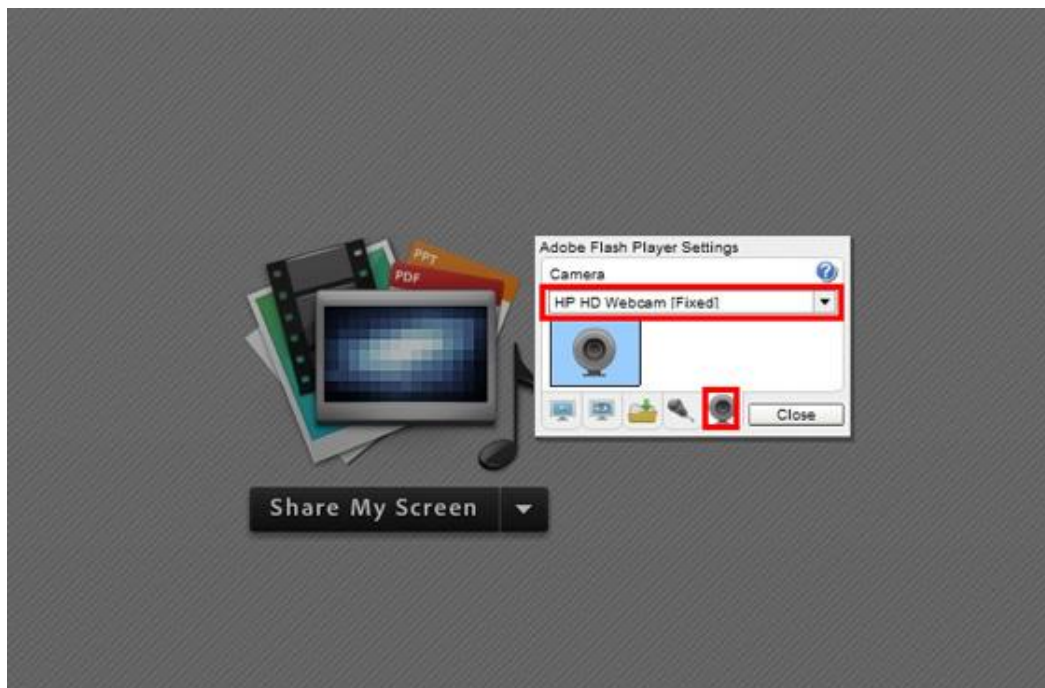 PPT
PDF
Adobe Flash Player Settings
Camera
HP HD Webcam [Fixed]
Close
Share My Screen